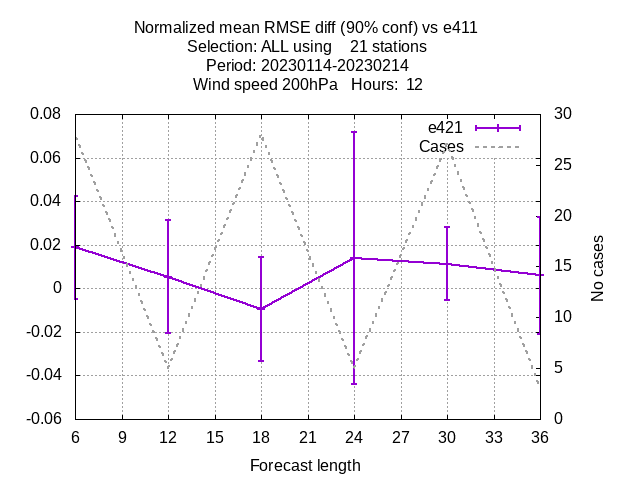 Normalized mean RMSE diff (90% conf) vs e411
Selection: ALL using    21 stations
Period: 20230114-20230214
Wind speed 200hPa   Hours:  12
0.08
0.06
0.04
0.02
0
-0.02
-0.04
-0.06
e421
Cases
30
25
20
15
10
5
0
No cases
6 9 12 15 18 21 24 27 30 33 36
Forecast length